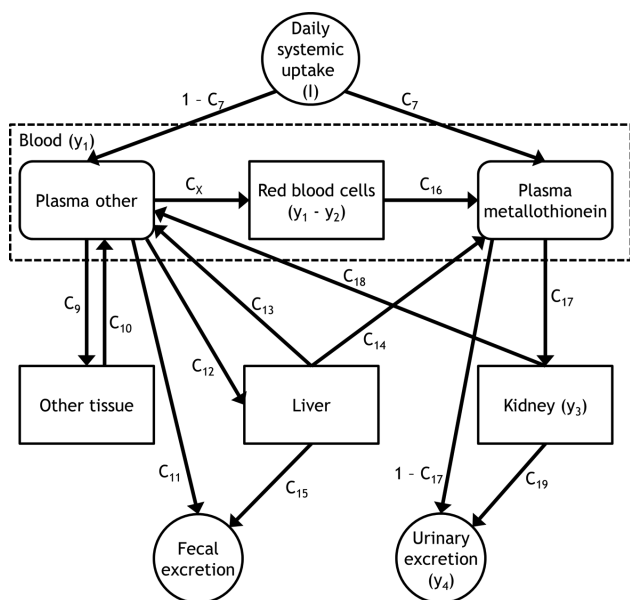 Daily
systemic
uptake
(I)
1 – C₇
C₇
Blood (y₁)
Plasma other
Cₓ
Red blood cells
(y₁ - y₂)
C₁₆
Plasma
metallothionein
C₉
C₁₀
C₁₈
C₁₃
C₁₄
C₁₇
C₁₂
Other tissue
Liver
Kidney (y₃)
C₁₁
C₁₅
1 – C₁₇
C₁₉
Fecal
excretion
Urinary
excretion
(y₄)